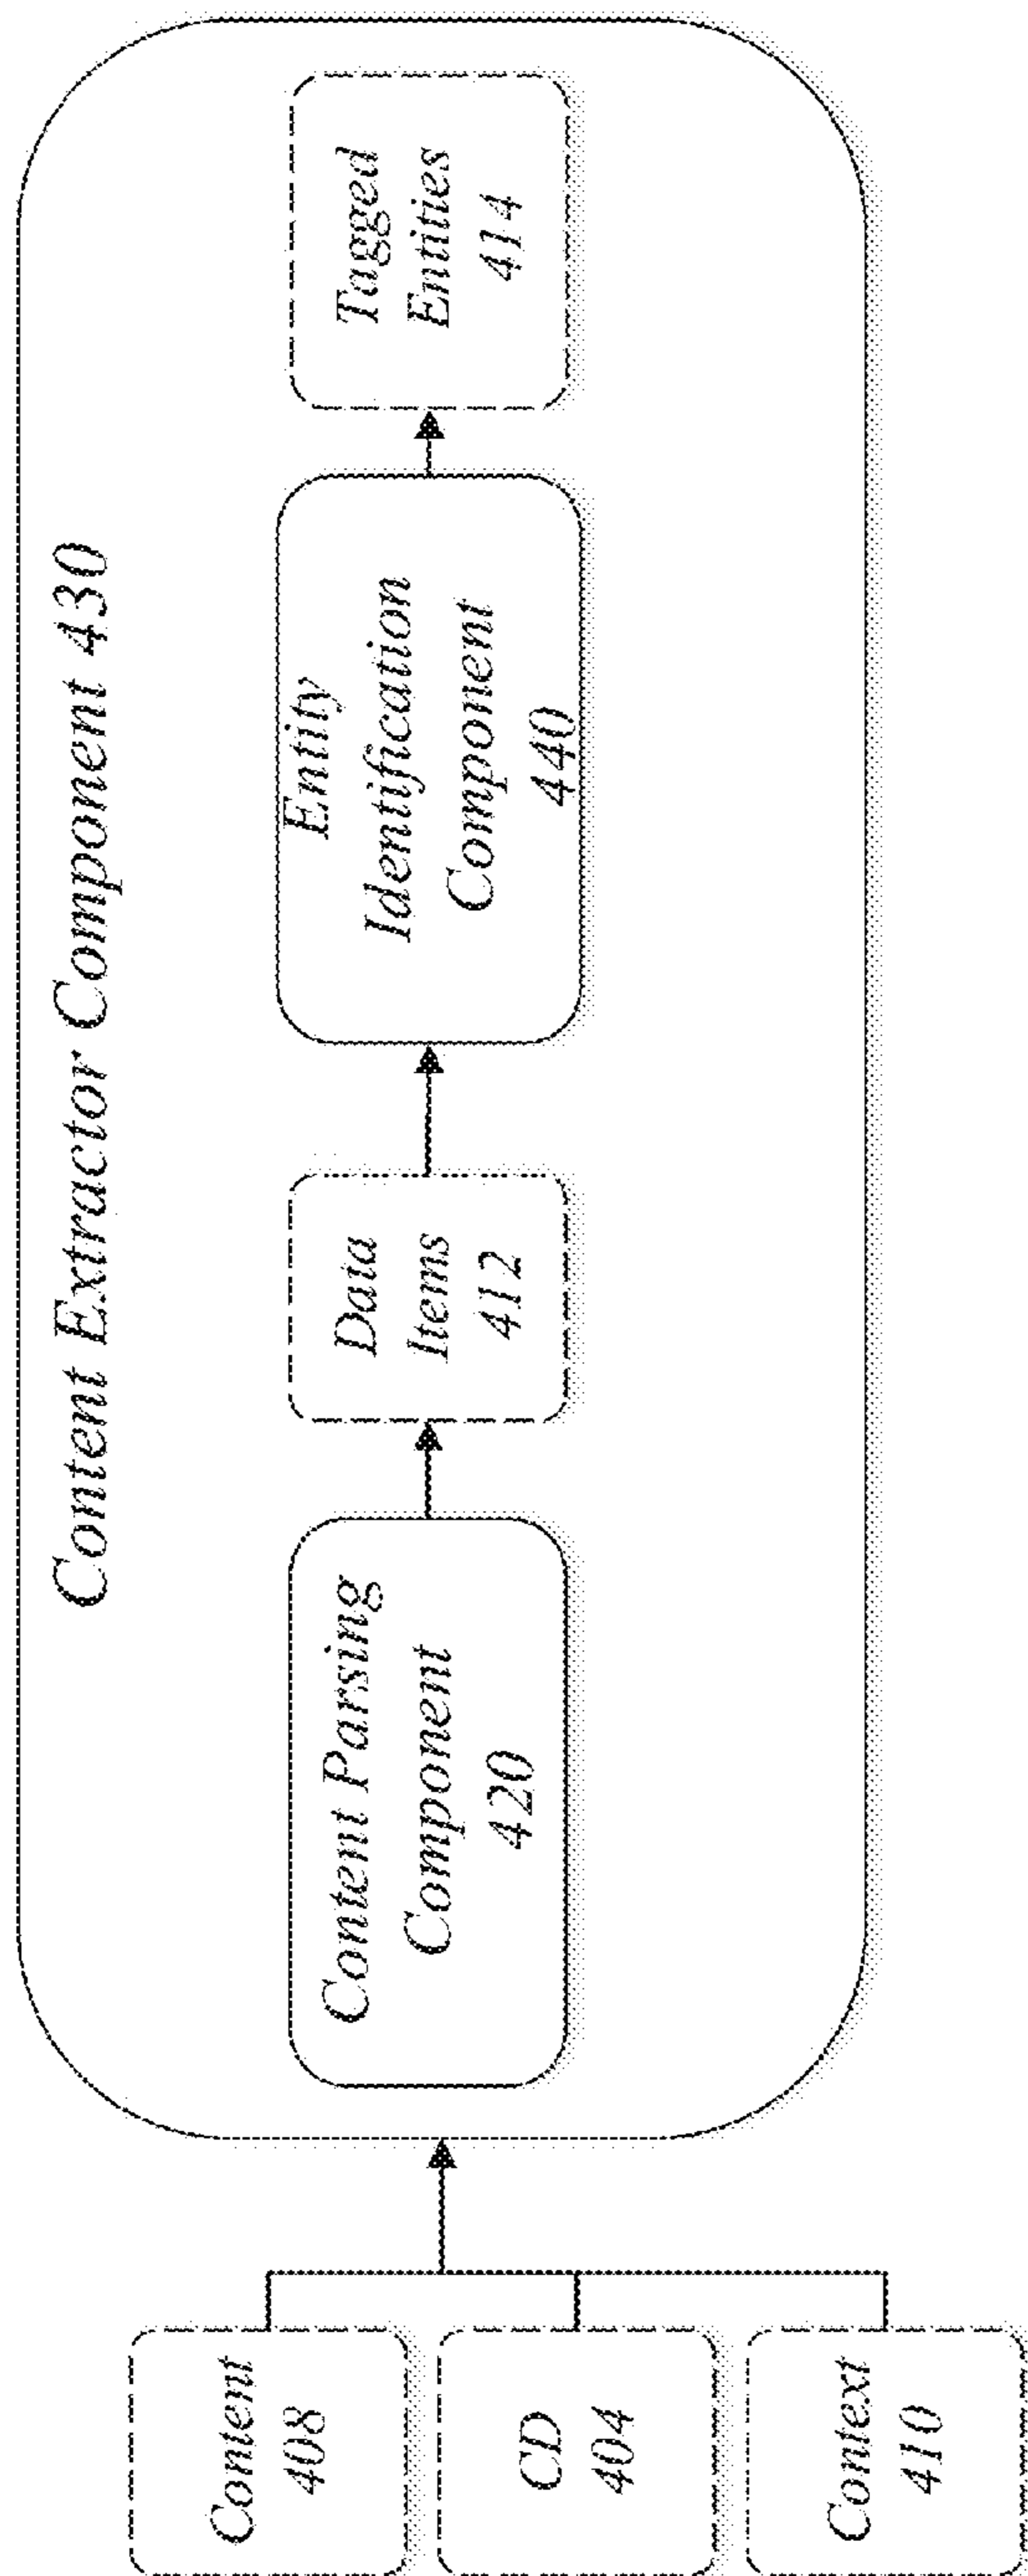 Content Extractor Component 430
Content
408
CD
404
Context
410
Content Parsing
Component
420
Data
Items
412
Entity
Identification
Component
440
Tagged
Entities
414